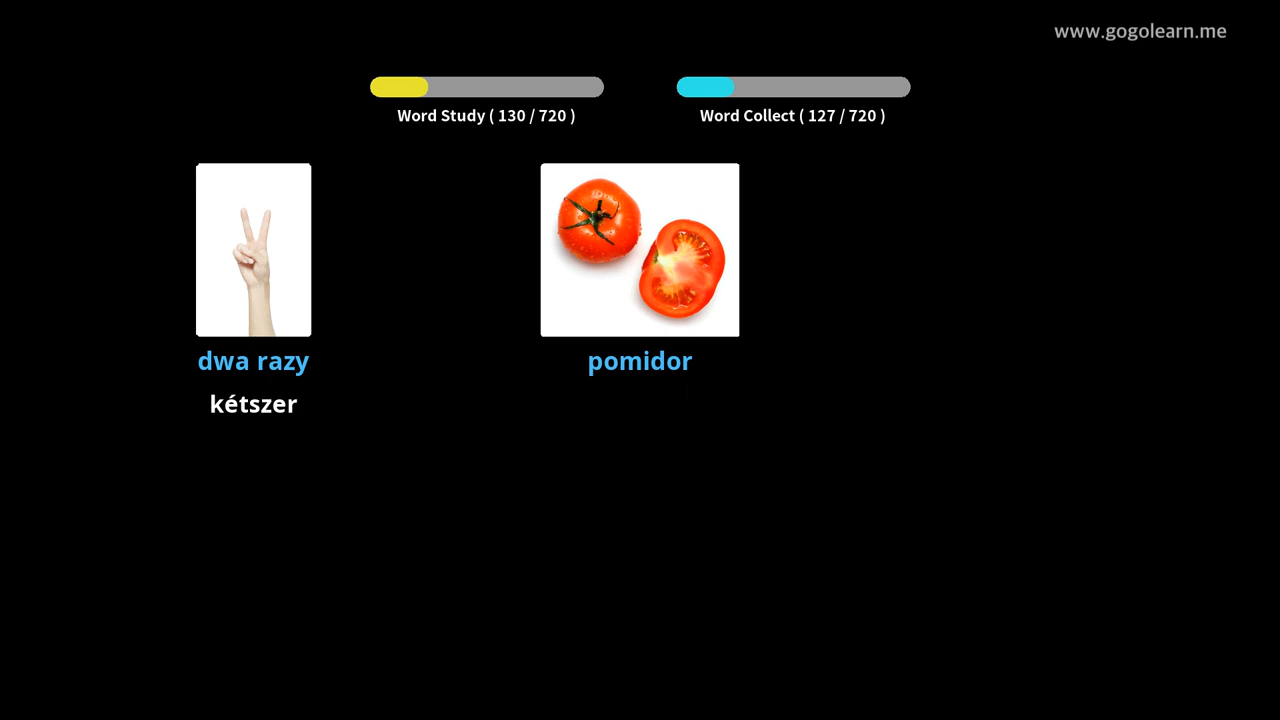 www.gogolearn.me
Word Study ( 130 / 720 )
Word Collect ( 127 / 720 )
dwa razy
kétszer
pomidor